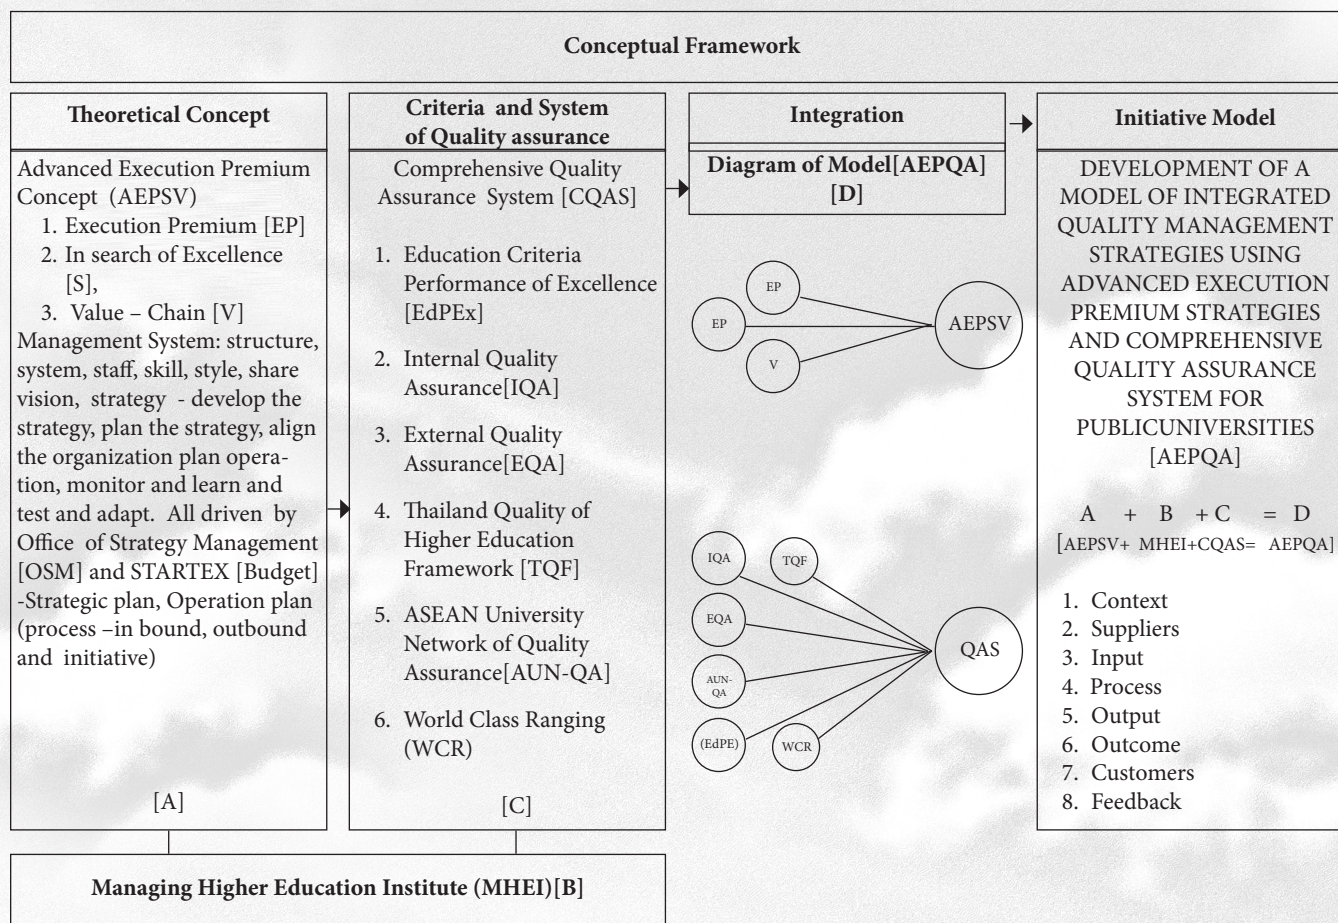 Conceptual Framework
Theoretical Concept
Advanced Execution Premium
Concept (AEPSV)
1. Execution Premium [EP]
2. In search of Excellence
[S],
3. Value – Chain [V]
Management System: structure,
system, staff, skill, style, share
vision, strategy - develop the
strategy, plan the strategy, align
the organization plan opera-
tion, monitor and learn and
test and adapt. All driven by
Office of Strategy Management
[OSM] and STARTEX [Budget]
-Strategic plan, Operation plan
(process –in bound, outbound
and initiative)
[A]
Criteria and System
of Quality assurance
Comprehensive Quality
Assurance System [CQAS]
1. Education Criteria
Performance of Excellence
[EdPEx]
2. Internal Quality
Assurance[IQA]
3. External Quality
Assurance[EQA]
4. Thailand Quality of
Higher Education
Framework [TQF]
5. ASEAN University
Network of Quality
Assurance[AUN-QA]
6. World Class Ranging
(WCR)
[C]
Managing Higher Education Institute (MHEI)[B]
Integration
Diagram of Model[AEPQA]
[D]
EP
EP
V
AEPSV
IQA
TQF
EQA
AUN-
QA
(EdPE)
WCR
QAS
Initiative Model
DEVELOPMENT OF A
MODEL OF INTEGRATED
QUALITY MANAGEMENT
STRATEGIES USING
ADVANCED EXECUTION
PREMIUM STRATEGIES
AND COMPREHENSIVE
QUALITY ASSURANCE
SYSTEM FOR
PUBLICUNIVERSITIES
[AEPQA]
A + B + C = D
[AEPSV+ MHEI+CQAS= AEPQA]
1. Context
2. Suppliers
3. Input
4. Process
5. Output
6. Outcome
7. Customers
8. Feedback